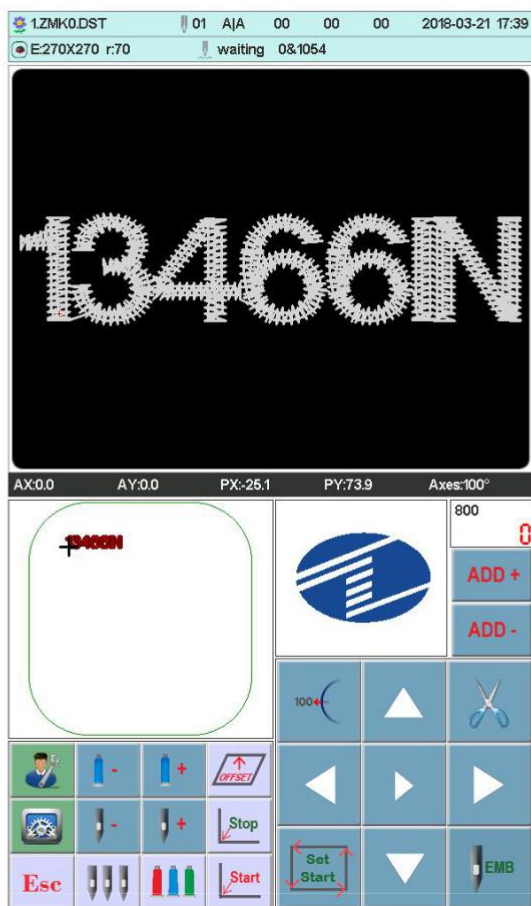 1.ZMK0.DST 01 A|A 00 00 00 2018-03-21 17:39
E:270X270 r:70 waiting 0&1054
13466IN
AX:0.0 AY:0.0 PX:-25.1 PY:73.9 Axes:100°
13466IN
800
0
ADD +
ADD -
100
- + OFFSET
- + Stop
Set
Start
EMB
Esc Start